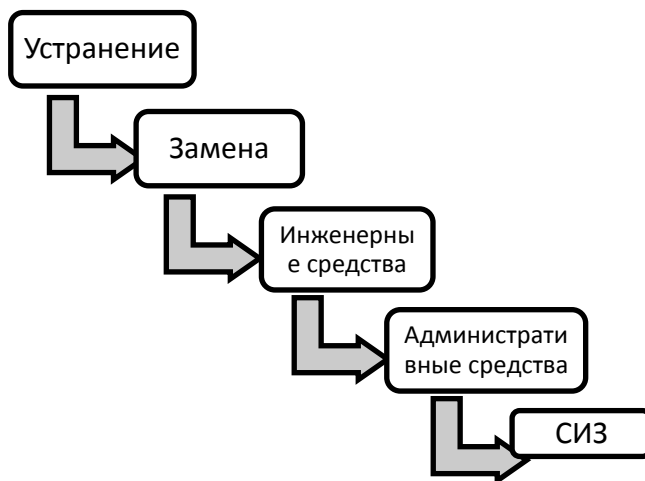 Устранение
Замена
Инженерны
е средства
Администрати
вные средства
СИЗ